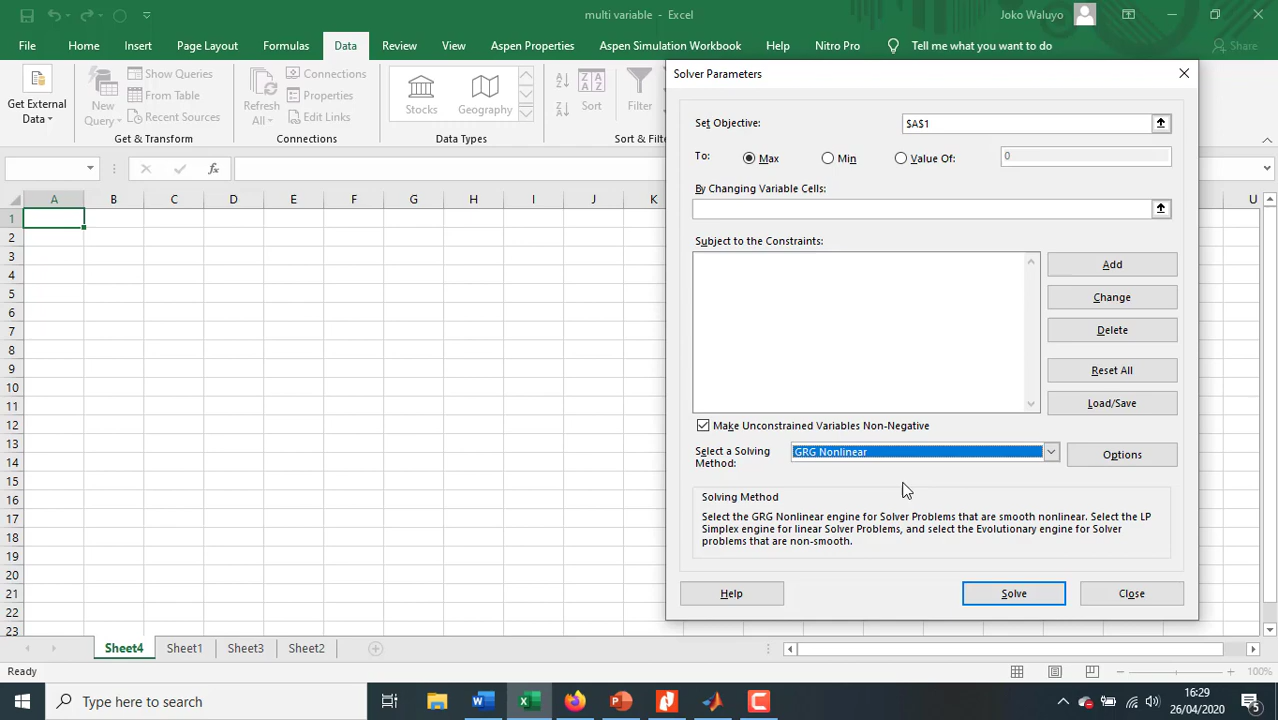 multi variable - Excel
Joko Waluyo
File Home Insert Page Layout Formulas Data Review View Aspen Properties Aspen Simulation Workbook Help Nitro Pro Tell me what you want to do Share
Get External
Data
New
Query
Show Queries
From Table
Recent Sources
Get & Transform
Refresh
All
Connections
Properties
Edit Links
Connections
Stocks
Geography
Data Types
Sort
Filter
Sort & Filter
fx
A B C D E F G H I J K U
1
2
3
4
5
6
7
8
9
10
11
12
13
14
15
16
17
18
19
20
21
22
23
Solver Parameters
Set Objective: $A$1
To: Max Min Value Of: 0
By Changing Variable Cells:
Subject to the Constraints:
Add
Change
Delete
Reset All
Load/Save
Make Unconstrained Variables Non-Negative
Select a Solving
Method:
GRG Nonlinear
Options
Solving Method
Select the GRG Nonlinear engine for Solver Problems that are smooth nonlinear. Select the LP
Simplex engine for linear Solver Problems, and select the Evolutionary engine for Solver
problems that are non-smooth.
Help Solve Close
Sheet4 Sheet1 Sheet3 Sheet2
Ready
100%
Type here to search
16:29
26/04/2020
5